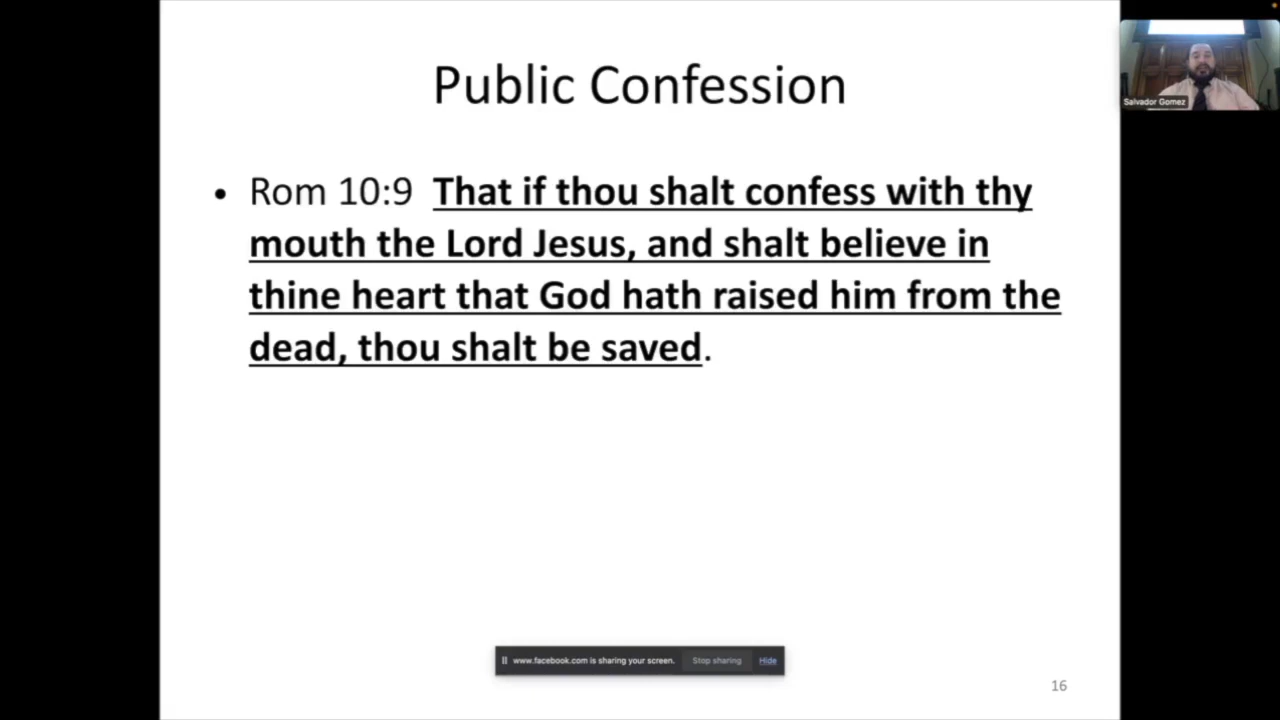 Public Confession
Salvador Gomez
• Rom 10:9 That if thou shalt confess with thy
mouth the Lord Jesus, and shalt believe in
thine heart that God hath raised him from the
dead, thou shalt be saved.
www.facebook.com is sharing your screen. Stop sharing Hide
16